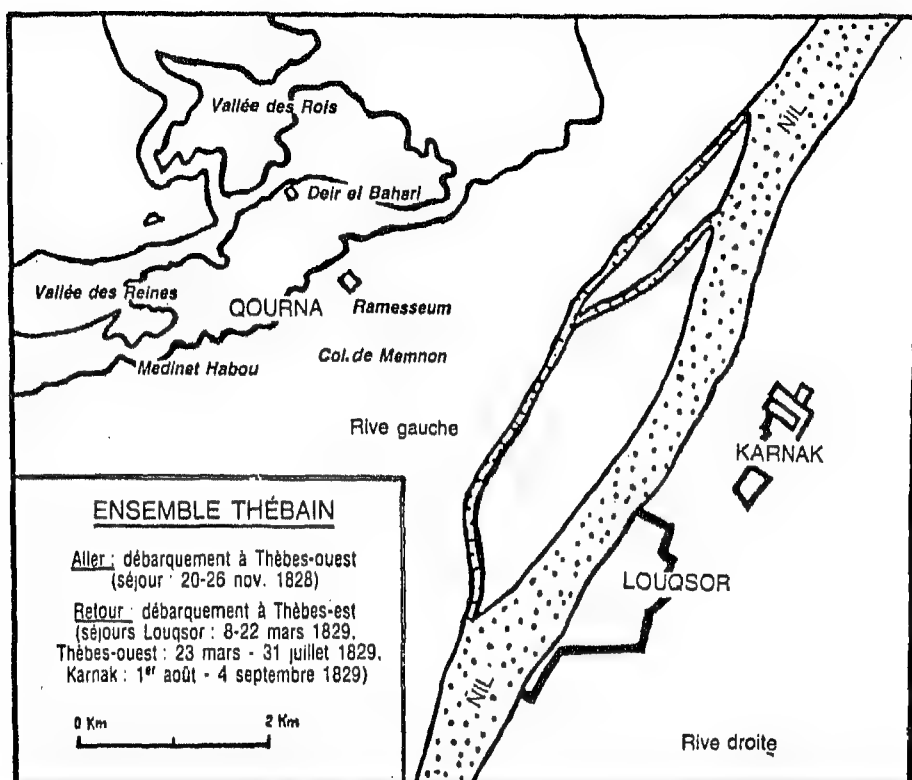 Vallée des Rois
NIL
Deir el Bahari
Vallée des Reines
QOURNA
Ramesseum
Col. de Memnon
Medinet Habou
Rive gauche
KARNAK
LOUQSOR
NIL
Rive droite
ENSEMBLE THÉBAIN
Aller : débarquement à Thèbes-ouest
(séjour : 20-26 nov. 1828)
Retour : débarquement à Thèbes-est
(séjours Louqsor : 8-22 mars 1829,
Thèbes-ouest : 23 mars - 31 juillet 1829,
Karnak : 1er août - 4 septembre 1829)
0 Km 2 Km